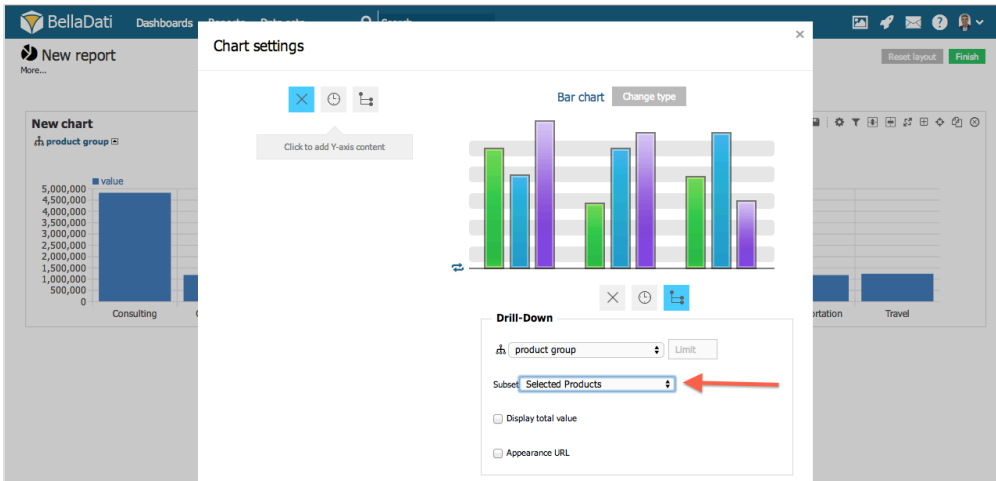 BellaDati Dashboards Reports Data sets Search
New report
More...
Reset layout Finish
Chart settings
×
Bar chart Change type
Click to add Y-axis content
New chart
product group
value
5,000,000
4,500,000
4,000,000
3,500,000
3,000,000
2,500,000
2,000,000
1,500,000
1,000,000
500,000
0
Consulting
Travel
Drill-Down
product group Limit
Subset Selected Products
Display total value
Appearance URL